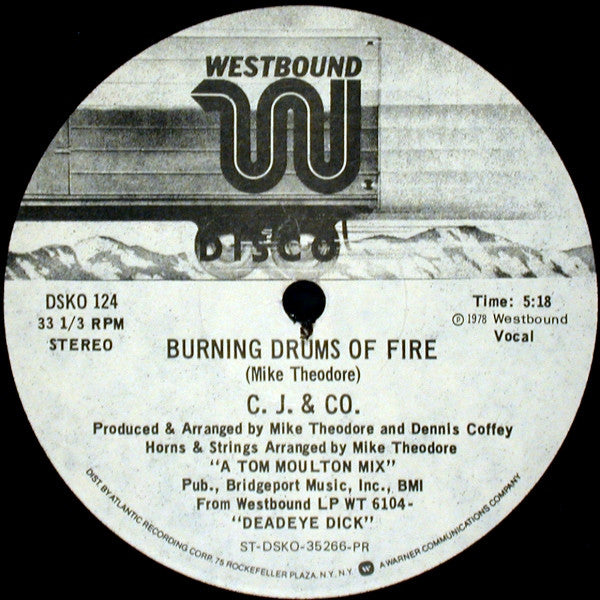 WESTBOUND
W
DISCO
DSKO 124
33 1/3 RPM
STEREO
Time: 5:18
℗ 1978 Westbound
Vocal
BURNING DRUMS OF FIRE
(Mike Theodore)
C. J. & CO.
Produced & Arranged by Mike Theodore and Dennis Coffey
Horns & Strings Arranged by Mike Theodore
"A TOM MOULTON MIX"
Pub., Bridgeport Music, Inc., BMI
From Westbound LP WT 6104-
"DEADEYE DICK"
ST-DSKO-35266-PR
DIST. BY ATLANTIC RECORDING CORP. 75 ROCKEFELLER PLAZA. N.Y., N.Y. W A WARNER COMMUNICATIONS COMPANY